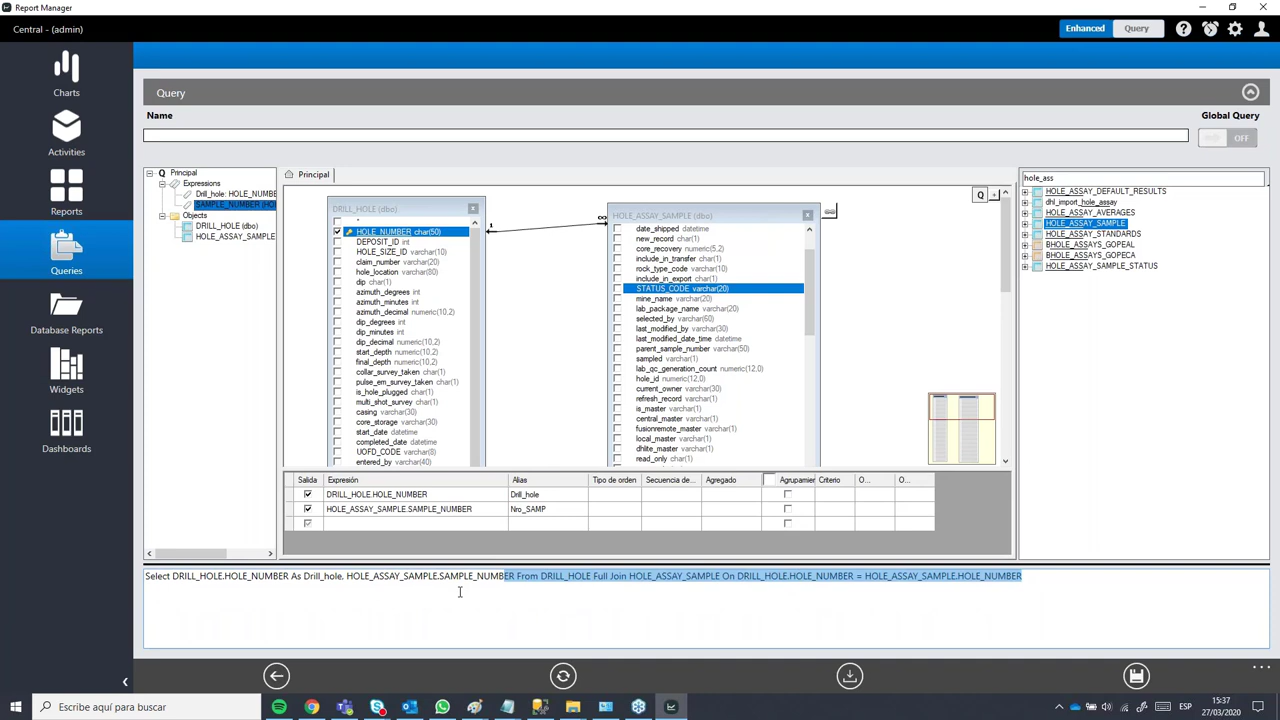 Report Manager
Central - (admin)
Enhanced
Query
Charts
Activities
Reports
Queries
Database Reports
Widgets
Dashboards
Query
Name
Global Query
OFF
Principal
Expressions
Drill_hole: HOLE_NUMBE
SAMPLE_NUMBER (HO
Objects
DRILL_HOLE (dbo)
HOLE_ASSAY_SAMPLE
Principal
Q
+
DRILL_HOLE (dbo)
HOLE_NUMBER char(50)
DEPOSIT_ID int
HOLE_SIZE_ID varchar(10)
claim_number varchar(20)
hole_location varchar(80)
dip char(1)
azimuth_degrees int
azimuth_minutes int
azimuth_decimal numeric(10.2)
dip_degrees int
dip_minutes int
dip_decimal numeric(10.2)
start_depth numeric(10.2)
final_depth numeric(10.2)
collar_survey_taken char(1)
pulse_em_survey_taken char(1)
is_hole_plugged char(1)
multi_shot_survey char(1)
casing varchar(30)
core_storage varchar(30)
start_date datetime
completed_date datetime
UOFD_CODE varchar(8)
entered_by varchar(40)
1
∞
HOLE_ASSAY_SAMPLE (dbo)
date_shipped datetime
new_record char(1)
core_recovery numeric(5,2)
include_in_transfer char(1)
rock_type_code varchar(10)
include_in_export char(1)
STATUS_CODE varchar(20)
mine_name varchar(20)
lab_package_name varchar(20)
selected_by varchar(60)
last_modified_by varchar(30)
last_modified_date_time datetime
parent_sample_number varchar(50)
sampled varchar(1)
lab_qc_generation_count numeric(12,0)
hole_id numeric(12,0)
current_owner varchar(30)
refresh_record varchar(1)
is_master varchar(1)
central_master varchar(1)
fusionremote_master varchar(1)
local_master varchar(1)
dhlite_master varchar(1)
read_only char(1)
hole_ass
HOLE_ASSAY_DEFAULT_RESULTS
dhl_import_hole_assay
HOLE_ASSAY_AVERAGES
HOLE_ASSAY_SAMPLE
HOLE_ASSAY_STANDARDS
BHOLE_ASSAYS_GOPEAL
BHOLE_ASSAYS_GOPECA
HOLE_ASSAY_SAMPLE_STATUS
Salida Expresión Alias Tipo de orden Secuencia de... Agregado Agrupamier Criterio O... O...
DRILL_HOLE.HOLE_NUMBER Drill_hole
HOLE_ASSAY_SAMPLE.SAMPLE_NUMBER Nro_SAMP
Select DRILL_HOLE.HOLE_NUMBER As Drill_hole, HOLE_ASSAY_SAMPLE.SAMPLE_NUMBER From DRILL_HOLE Full Join HOLE_ASSAY_SAMPLE On DRILL_HOLE.HOLE_NUMBER = HOLE_ASSAY_SAMPLE.HOLE_NUMBER
Escribe aquí para buscar
ESP
15:37
27/03/2020